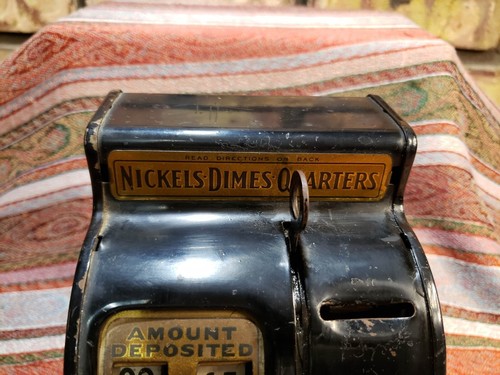 READ DIRECTIONS ON BACK
NICKELS·DIMES·QUARTERS
AMOUNT
DEPOSITED